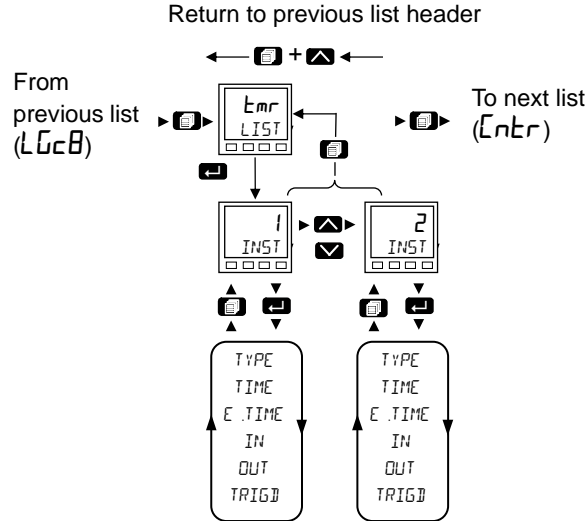 Return to previous list header
+
From
previous list
(LGc8)
tmr
LIST
To next list
(Cntr)
1
INST
2
INST
TYPE
TIME
E .TIME
IN
OUT
TRIGD
TYPE
TIME
E .TIME
IN
OUT
TRIGD